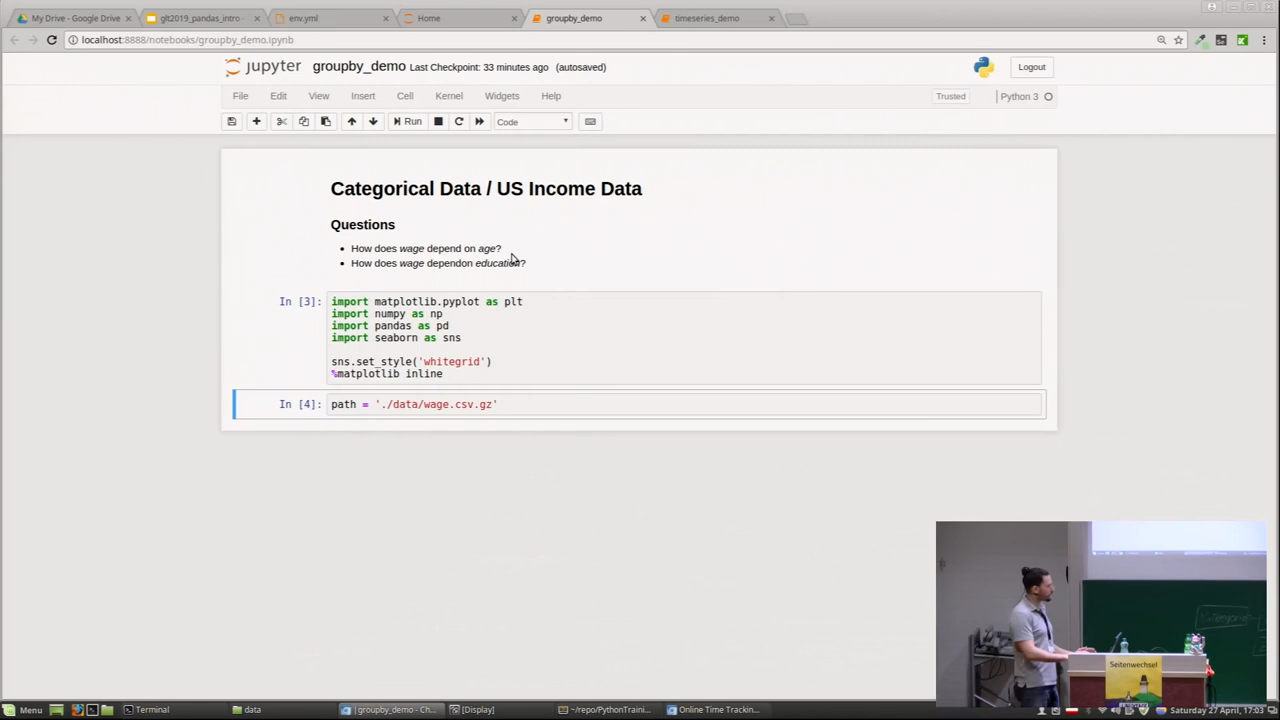 My Drive - Google Drive
glt2019_pandas_intro -
env.yml
Home
groupby_demo
timeseries_demo
localhost:8888/notebooks/groupby_demo.ipynb
jupyter groupby_demo Last Checkpoint: 33 minutes ago (autosaved)
Logout
File Edit View Insert Cell Kernel Widgets Help
Trusted
Python 3
Run
Code
Categorical Data / US Income Data
Questions
How does wage depend on age?
How does wage dependon education?
In [3]:
import matplotlib.pyplot as plt
import numpy as np
import pandas as pd
import seaborn as sns
sns.set_style('whitegrid')
%matplotlib inline
In [4]:
path = './data/wage.csv.gz'
Seitenwechsel
Menu
Terminal
data
[groupby_demo - Ch...
[Display]
~/repo/PythonTraini...
Online Time Trackin...
Saturday 27 April, 17:03